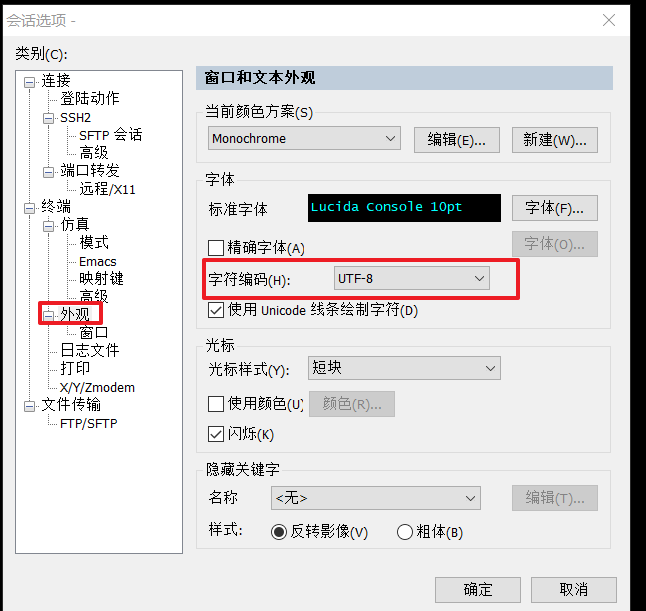 会话选项 -
类别(C):
连接
登陆动作
SSH2
SFTP 会话
高级
端口转发
远程/X11
终端
仿真
模式
Emacs
映射键
高级
外观
窗口
日志文件
打印
X/Y/Zmodem
文件传输
FTP/SFTP
窗口和文本外观
当前颜色方案(S)
Monochrome 编辑(E)... 新建(W)...
字体
标准字体 Lucida Console 10pt 字体(F)...
精确字体(A) 字体(O)...
字符编码(H): UTF-8
使用 Unicode 线条绘制字符(D)
光标
光标样式(Y): 短块
使用颜色(U) 颜色(R)...
闪烁(K)
隐藏关键字
名称 <无> 编辑(T)...
样式: 反转影像(V) 粗体(B)
确定 取消